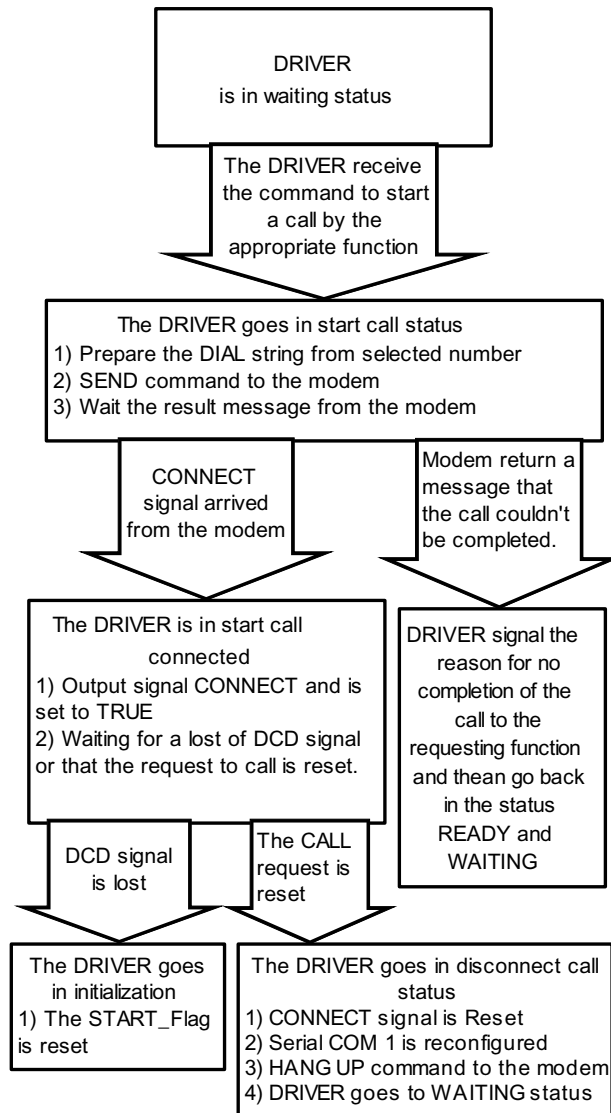 DRIVER
is in waiting status
The DRIVER receive
the command to start
a call by the
appropriate function
The DRIVER goes in start call status
1) Prepare the DIAL string from selected number
2) SEND command to the modem
3) Wait the result message from the modem
CONNECT
signal arrived
from the modem
Modem return a
message that
the call couldn't
be completed.
The DRIVER is in start call
connected
1) Output signal CONNECT and is
set to TRUE
2) Waiting for a lost of DCD signal
or that the request to call is reset.
DRIVER signal the
reason for no
completion of the
call to the
requesting function
and thean go back
in the status
READY and
WAITING
DCD signal
is lost
The CALL
request is
reset
The DRIVER goes
in initialization
1) The START_Flag
is reset
The DRIVER goes in disconnect call
status
1) CONNECT signal is Reset
2) Serial COM 1 is reconfigured
3) HANG UP command to the modem
4) DRIVER goes to WAITING status